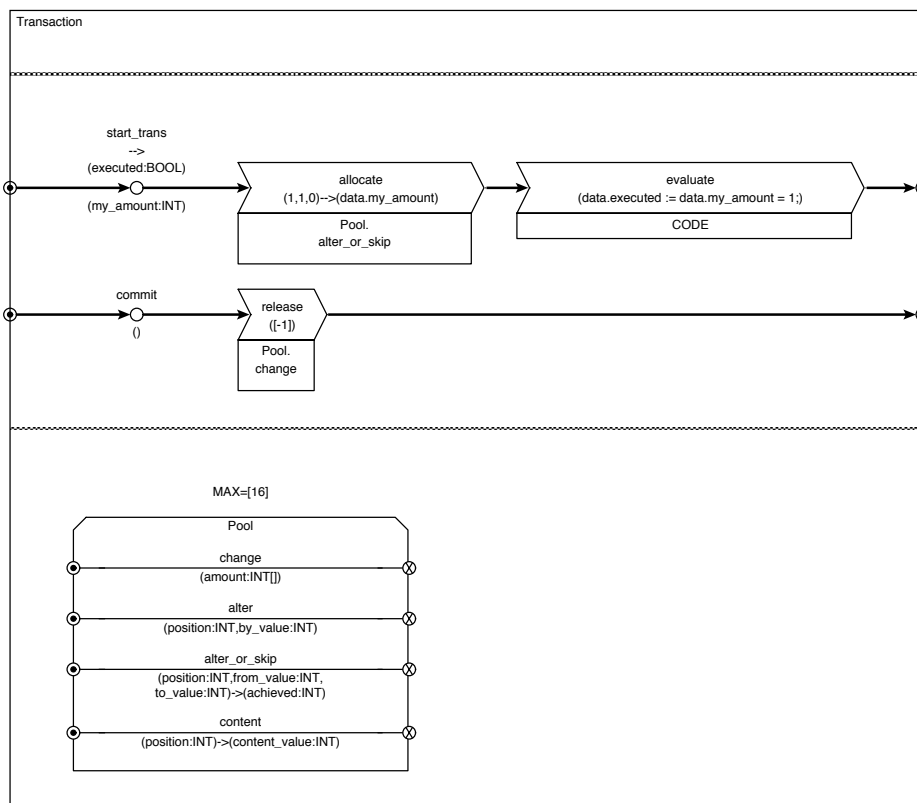 Transaction
start_trans
-->
(executed:BOOL)
(my_amount:INT)
allocate
(1,1,0)-->(data.my_amount)
Pool.
alter_or_skip
evaluate
(data.executed := data.my_amount = 1;)
CODE
commit
()
release
([-1])
Pool.
change
MAX=[16]
Pool
change
(amount:INT[])
alter
(position:INT,by_value:INT)
alter_or_skip
(position:INT,from_value:INT,
to_value:INT)->(achieved:INT)
content
(position:INT)->(content_value:INT)